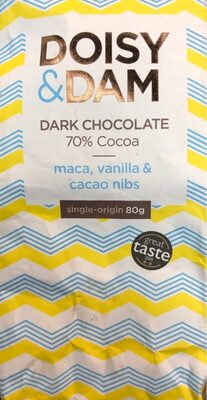 DOISY
&DAM
DARK CHOCOLATE
70% Cocoa
maca, vanilla &
cacao nibs
single-origin 80g
great
taste